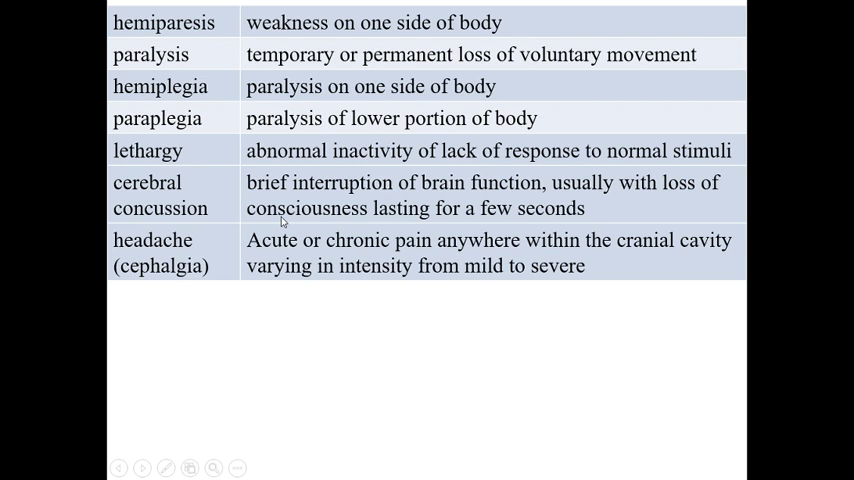 hemiparesis weakness on one side of body
paralysis temporary or permanent loss of voluntary movement
hemiplegia paralysis on one side of body
paraplegia paralysis of lower portion of body
lethargy abnormal inactivity of lack of response to normal stimuli
cerebral brief interruption of brain function, usually with loss of
concussion consciousness lasting for a few seconds
headache Acute or chronic pain anywhere within the cranial cavity
(cephalgia) varying in intensity from mild to severe